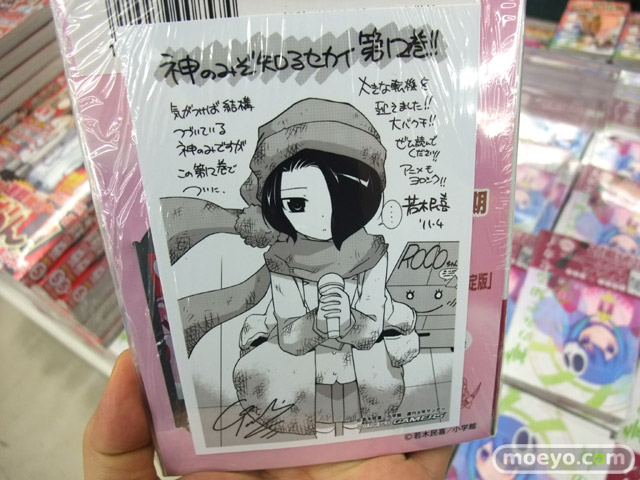 神のみぞ知るセカイ 第12巻!!
気がつけば結構
つづいている
神のみですが
この第12巻で
ついに、
大きな転機を
迎えました!!
大バクチ!!
ぜひ読んで
ください!!
アニメも
ヨロシク!!
若木民喜
'11.4
……
ROOO
GAMERS
期
定版」
©若木民喜/小学館
moeyo.com